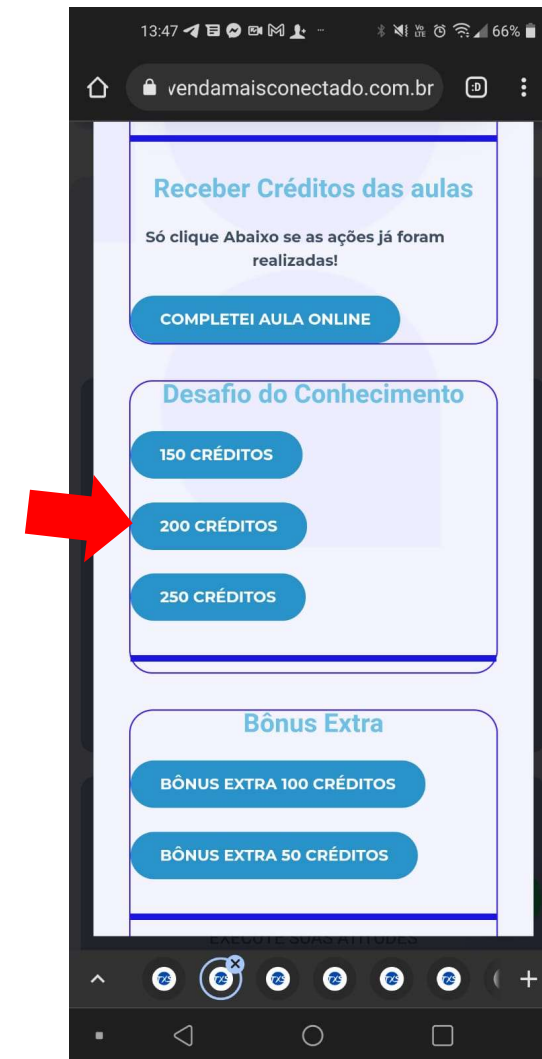 13:47
66%
vendamaisconectado.com.br
Receber Créditos das aulas
Só clique Abaixo se as ações já foram
realizadas!
COMPLETEI AULA ONLINE
Desafio do Conhecimento
150 CRÉDITOS
200 CRÉDITOS
250 CRÉDITOS
Bônus Extra
BÔNUS EXTRA 100 CRÉDITOS
BÔNUS EXTRA 50 CRÉDITOS
EXECUTE SUAS ATITUDES